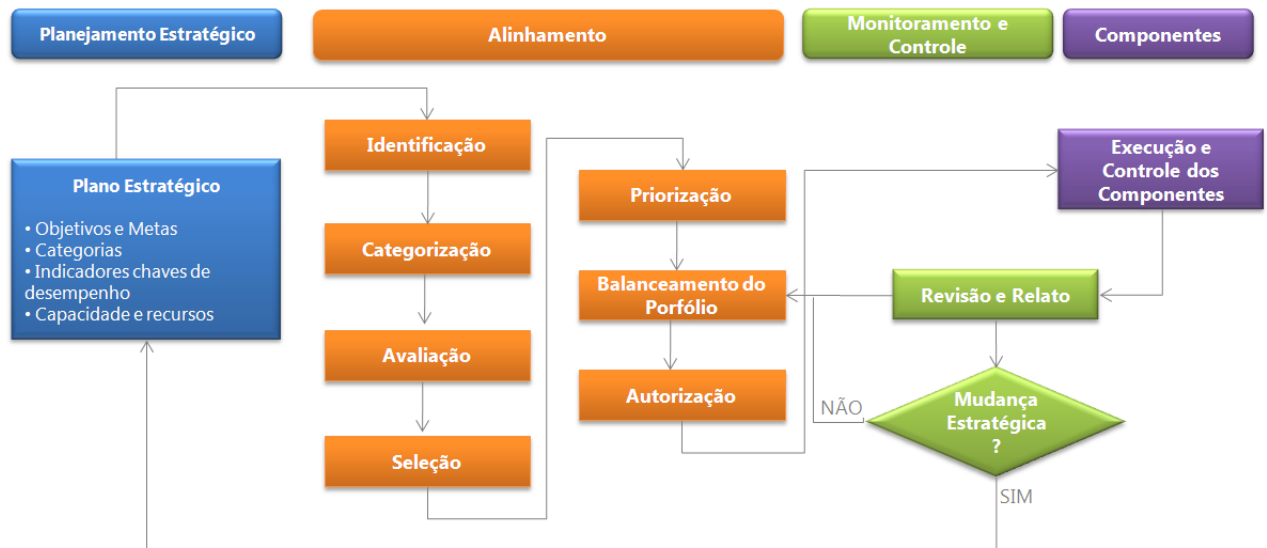 Planejamento Estratégico
Alinhamento
Monitoramento e
Controle
Componentes
Plano Estratégico
• Objetivos e Metas
• Categorias
• Indicadores chaves de
desempenho
• Capacidade e recursos
Identificação
Categorização
Avaliação
Seleção
Priorização
Balanceamento do
Porfólio
Autorização
Execução e
Controle dos
Componentes
Revisão e Relato
Mudança
Estratégica
?
NÃO
SIM